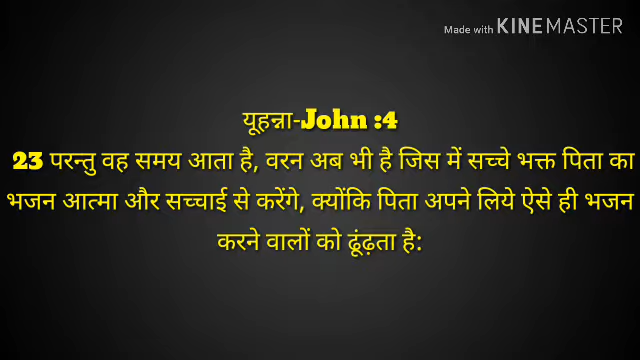 Made with KINEMASTER
यूहन्ना-John :4
23 परन्तु वह समय आता है, वरन अब भी है जिस में सच्चे भक्त पिता का
भजन आत्मा और सच्चाई से करेंगे, क्योंकि पिता अपने लिये ऐसे ही भजन
करने वालों को ढूंढ़ता है: